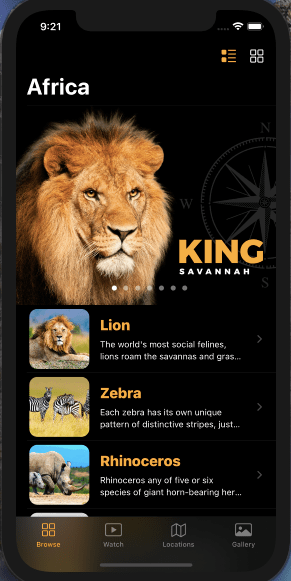 9:21
Africa
N
W
S
KING
SAVANNAH
Lion
The world's most social felines,
lions roam the savannas and gras...
Zebra
Each zebra has its own unique
pattern of distinctive stripes, just...
Rhinoceros
Rhinoceros any of five or six
species of giant horn-bearing her...
Browse
Watch
Locations
Gallery